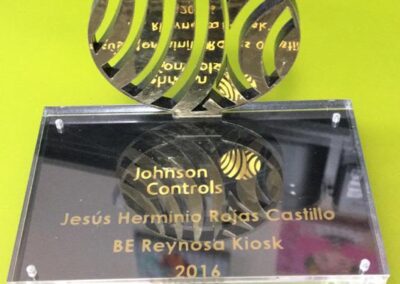 Johnson
Controls
Jesús Herminio Rojas Castillo
BE Reynosa Kiosk
2016